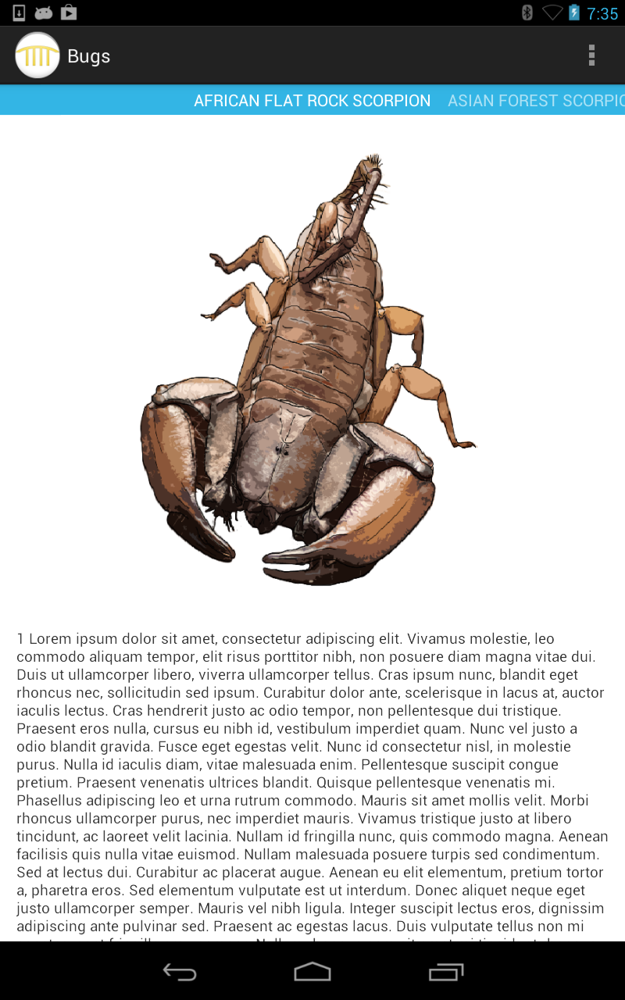 7:35
Bugs
AFRICAN FLAT ROCK SCORPION ASIAN FOREST
1 Lorem ipsum dolor sit amet, consectetur adipiscing elit. Vivamus molestie, leo
commodo aliquam tempor, elit risus porttitor nibh, non posuere diam magna vitae dui.
Duis ut ullamcorper libero, viverra ullamcorper tellus. Cras ipsum nunc, blandit eget
rhoncus nec, sollicitudin sed ipsum. Curabitur dolor ante, scelerisque in lacus at, auctor
iaculis lectus. Cras hendrerit justo ac odio tempor, non pellentesque dui tristique.
Praesent eros nulla, cursus eu nibh id, vestibulum imperdiet quam. Nunc vel justo a
odio blandit gravida. Fusce eget egestas velit. Nunc id consectetur nisl, in molestie
purus. Nulla id iaculis diam, vitae malesuada enim. Pellentesque suscipit congue
pretium. Praesent venenatis ultrices blandit. Quisque pellentesque venenatis mi.
Phasellus adipiscing leo et urna rutrum commodo. Mauris sit amet mollis velit. Morbi
rhoncus ullamcorper purus, nec imperdiet mauris. Vivamus tristique justo at libero
tincidunt, ac laoreet velit lacinia. Nullam id fringilla nunc, quis commodo magna. Aenean
facilisis quis nulla vitae euismod. Nullam malesuada posuere turpis sed condimentum.
Sed at lectus dui. Curabitur ac placerat augue. Aenean eu elit elementum, pretium tortor
a, pharetra eros. Sed elementum vulputate est ut interdum. Donec aliquet neque eget
justo ullamcorper semper. Mauris vel nibh ligula. Integer suscipit lectus eros, dignissim
adipiscing ante pulvinar sed. Praesent ac egestas lacus. Duis vulputate tellus non mi